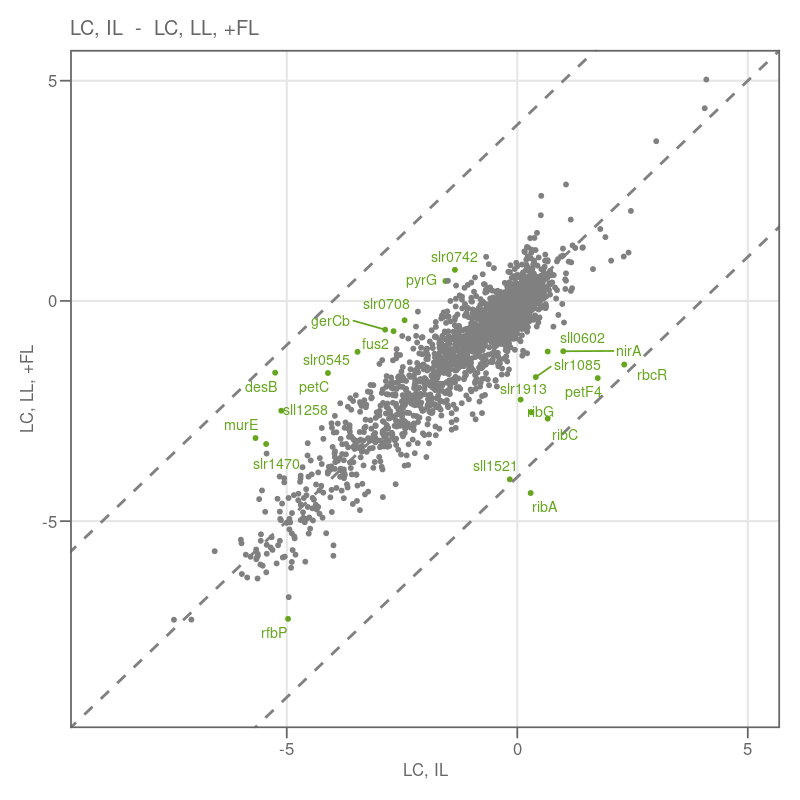 LC, IL - LC, LL, +FL
5
0
-5
LC, LL, +FL
slr0742
pyrG
slr0708
gerCb
fus2
slr0545
desB
petC
sll1258
murE
slr1470
rfbP
sll0602
nirA
slr1085
rbcR
petF4
slr1913
ribG
ribC
sll1521
ribA
-5
0
5
LC, IL